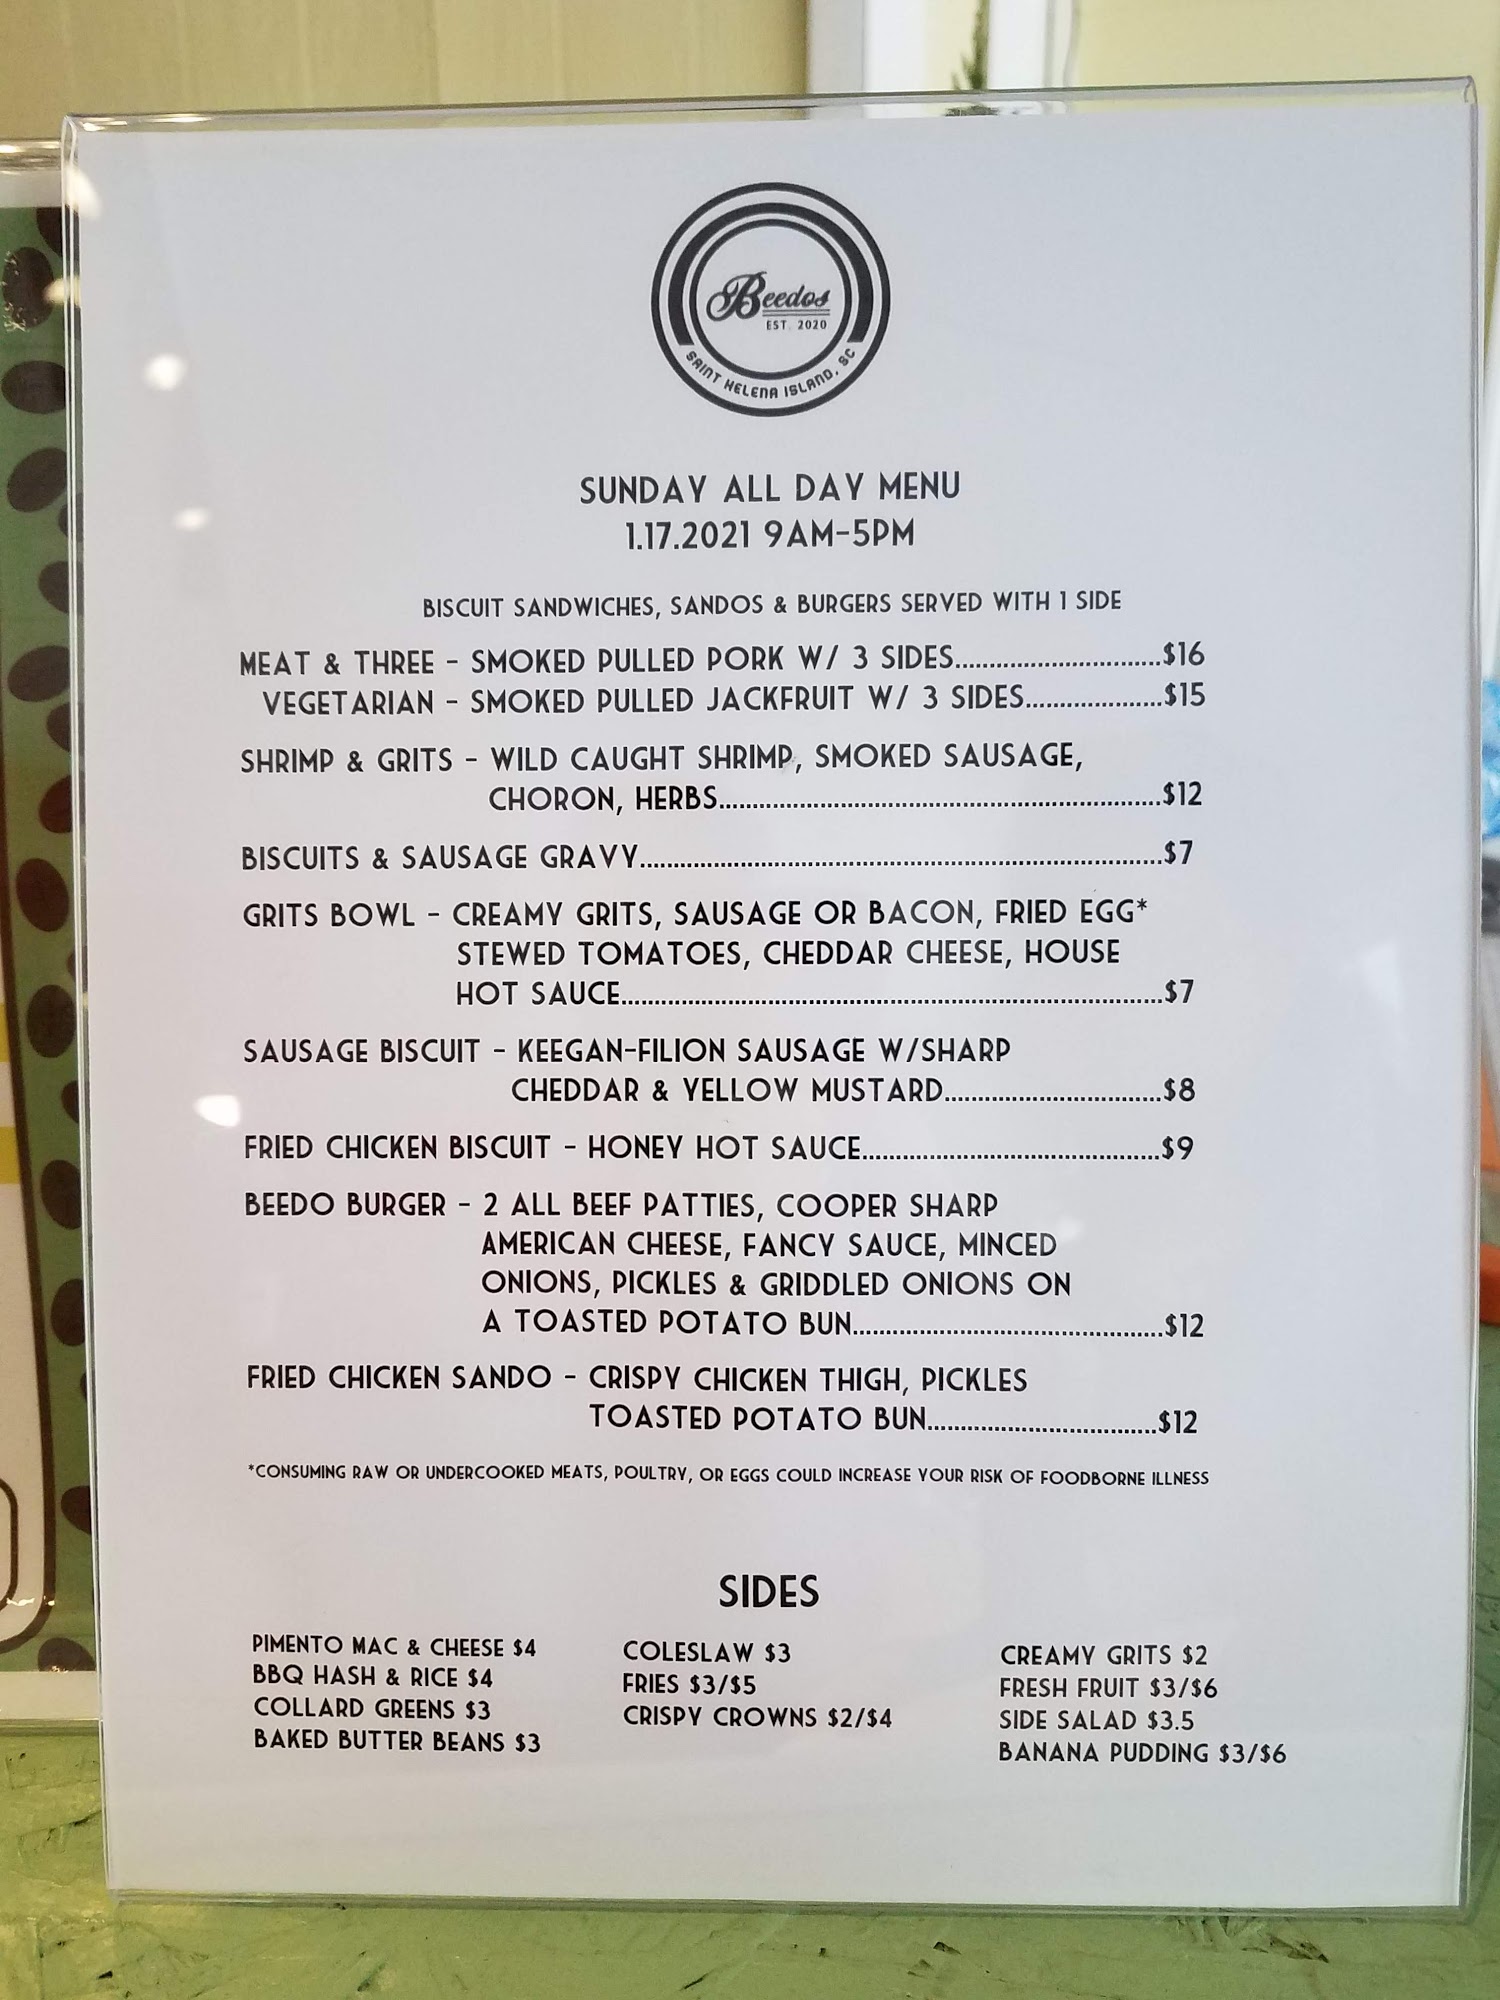 Beedos
EST. 2020
SAINT HELENA ISLAND, SC
SUNDAY ALL DAY MENU
1.17.2021 9AM-5PM
BISCUIT SANDWICHES, SANDOS & BURGERS SERVED WITH 1 SIDE
MEAT & THREE - SMOKED PULLED PORK W/ 3 SIDES...............................$16
VEGETARIAN - SMOKED PULLED JACKFRUIT W/ 3 SIDES....................$15
SHRIMP & GRITS - WILD CAUGHT SHRIMP, SMOKED SAUSAGE,
CHORON, HERBS..................................................................$12
BISCUITS & SAUSAGE GRAVY..............................................................................$7
GRITS BOWL - CREAMY GRITS, SAUSAGE OR BACON, FRIED EGG*
STEWED TOMATOES, CHEDDAR CHEESE, HOUSE
HOT SAUCE.................................................................................$7
SAUSAGE BISCUIT - KEEGAN-FILION SAUSAGE W/SHARP
CHEDDAR & YELLOW MUSTARD................................$8
FRIED CHICKEN BISCUIT - HONEY HOT SAUCE............................................$9
BEEDO BURGER - 2 ALL BEEF PATTIES, COOPER SHARP
AMERICAN CHEESE, FANCY SAUCE, MINCED
ONIONS, PICKLES & GRIDDLED ONIONS ON
A TOASTED POTATO BUN..............................................$12
FRIED CHICKEN SANDO - CRISPY CHICKEN THIGH, PICKLES
TOASTED POTATO BUN..................................$12
*CONSUMING RAW OR UNDERCOOKED MEATS, POULTRY, OR EGGS COULD INCREASE YOUR RISK OF FOODBORNE ILLNESS
SIDES
PIMENTO MAC & CHEESE $4
BBQ HASH & RICE $4
COLLARD GREENS $3
BAKED BUTTER BEANS $3
COLESLAW $3
FRIES $3/$5
CRISPY CROWNS $2/$4
CREAMY GRITS $2
FRESH FRUIT $3/$6
SIDE SALAD $3.5
BANANA PUDDING $3/$6